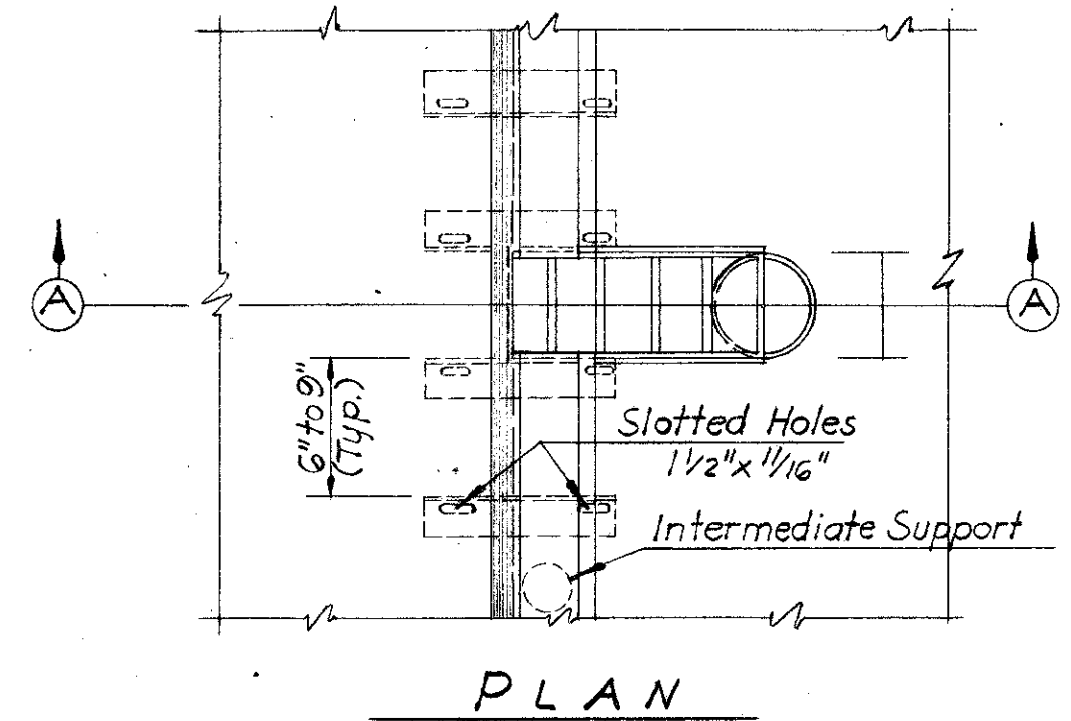 A
A
6" to 9"
(Typ.)
Slotted Holes
1 1/2" x 11/16"
Intermediate Support
PLAN